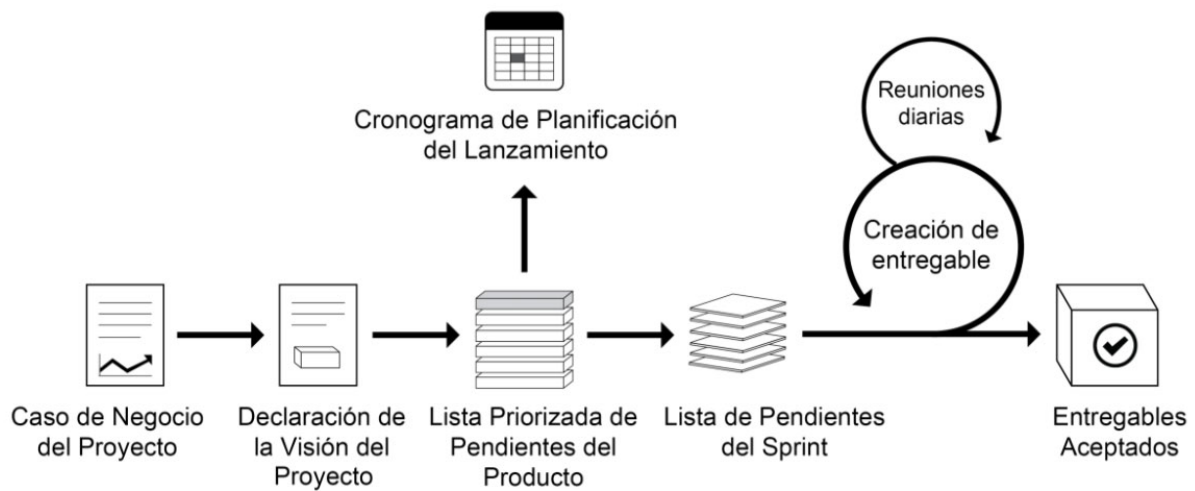 Cronograma de Planificación
del Lanzamiento
Reuniones
diarias
Creación de
entregable
Caso de Negocio
del Proyecto
Declaración de
la Visión del
Proyecto
Lista Priorizada de
Pendientes del
Producto
Lista de Pendientes
del Sprint
Entregables
Aceptados